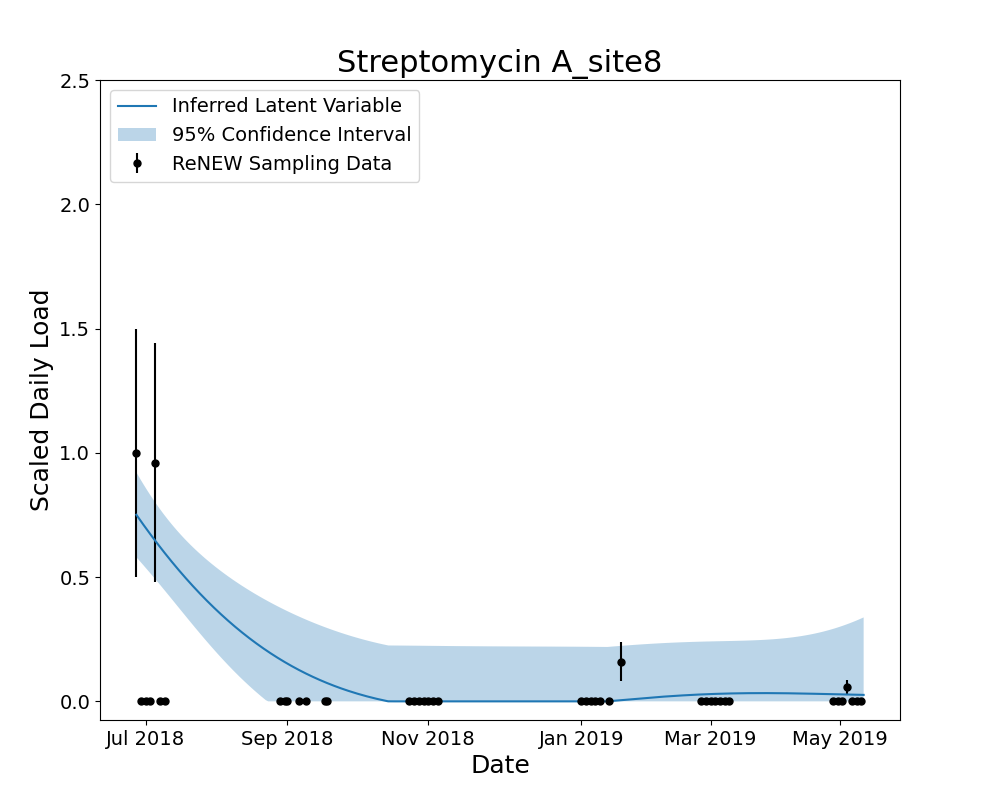 Streptomycin A_site8
2.5
2.0
1.5
1.0
0.5
0.0
Scaled Daily Load
Inferred Latent Variable
95% Confidence Interval
ReNEW Sampling Data
Jul 2018 Sep 2018 Nov 2018 Jan 2019 Mar 2019 May 2019
Date